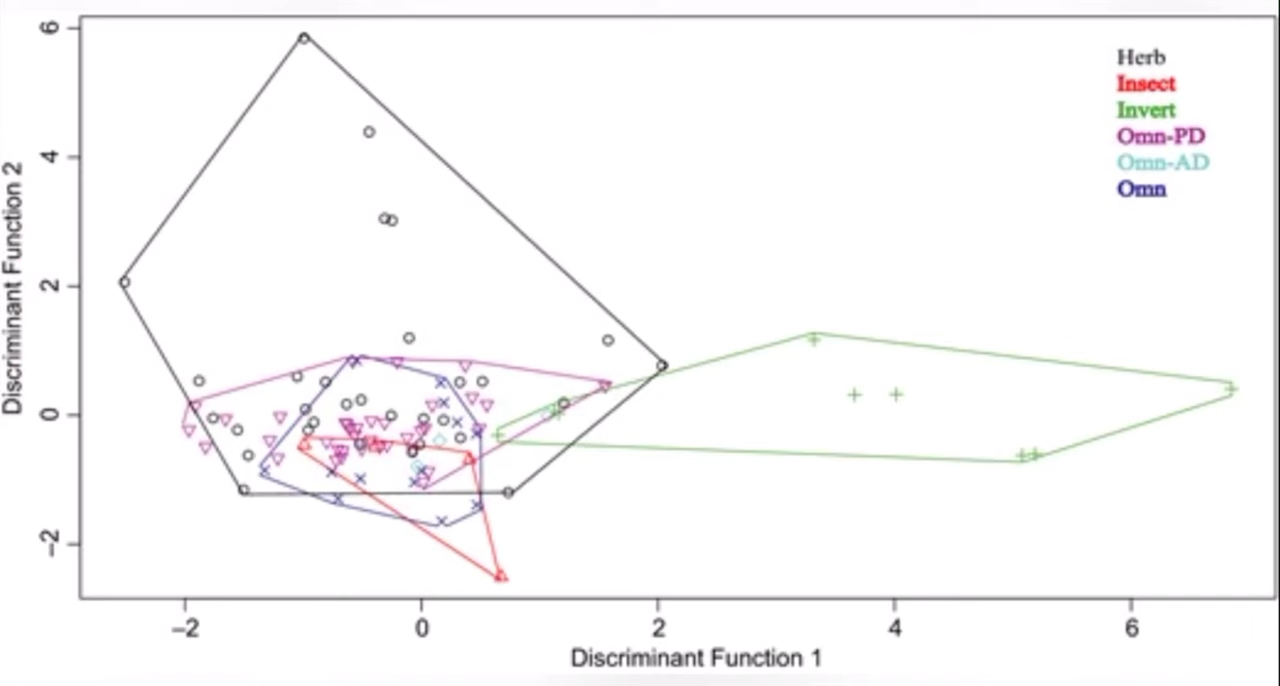 6
4
2
0
−2
Discriminant Function 2
Herb
Insect
Invert
Omn-PD
Omn-AD
Omn
−2 0 2 4 6
Discriminant Function 1